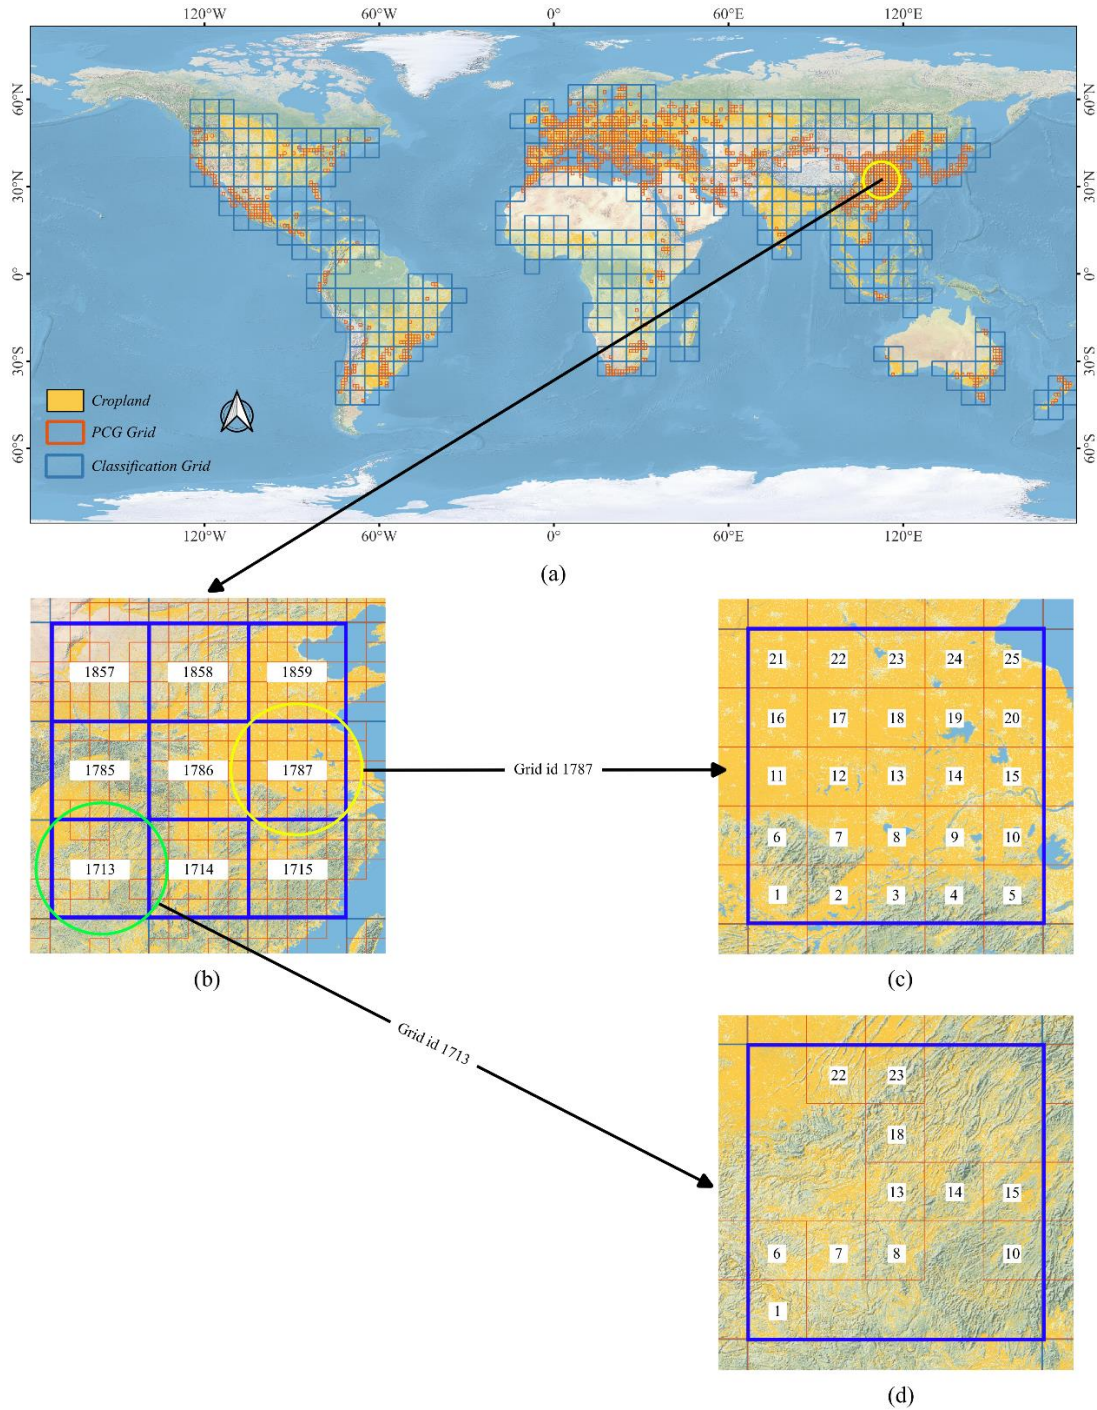 120°W 60°W 0° 60°E 120°E
60°N 60°N
30°N 30°N
0° 0°
30°S 30°S
60°S 60°S
Cropland
PCG Grid
Classification Grid
120°W 60°W 0° 60°E 120°E
(a)
1857 1858 1859
1785 1786 1787
1713 1714 1715
(b)
Grid id 1787
21 22 23 24 25
16 17 18 19 20
11 12 13 14 15
6 7 8 9 10
1 2 3 4 5
(c)
Grid id 1713
22 23
18
13 14 15
6 7 8 10
1
(d)